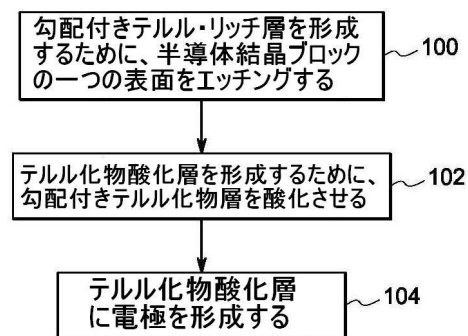 勾配付きテルル・リッチ層を形成
するために、半導体結晶ブロック
の一つの表面をエッチングする
100
テルル化物酸化層を形成するために、
勾配付きテルル化物層を酸化させる
102
テルル化物酸化層
に電極を形成する
104